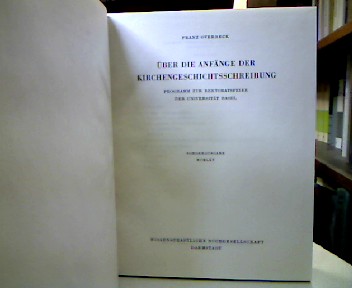 FRANZ OVERBECK
ÜBER DIE ANFÄNGE DER
KIRCHENGESCHICHTSSCHREIBUNG
PROGRAMM ZUR REKTORATSFEIER
DER UNIVERSITÄT BASEL
SONDERAUSGABE
WISSENSCHAFTLICHE BUCHGESELLSCHAFT
DARMSTADT